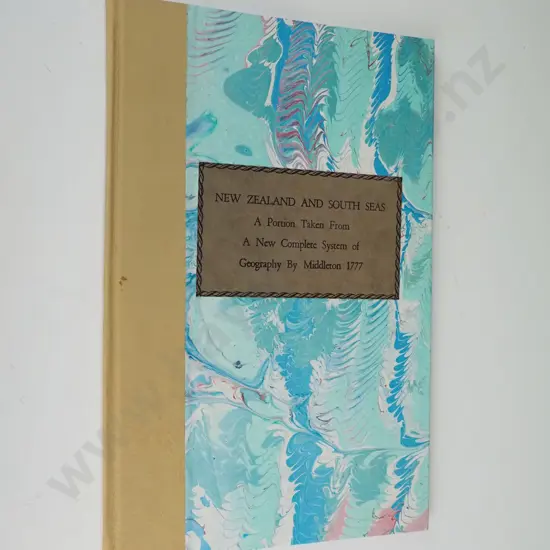 NEW ZEALAND AND SOUTH SEAS
A Portion Taken From
A New Complete System of
Geography By Middleton 1777